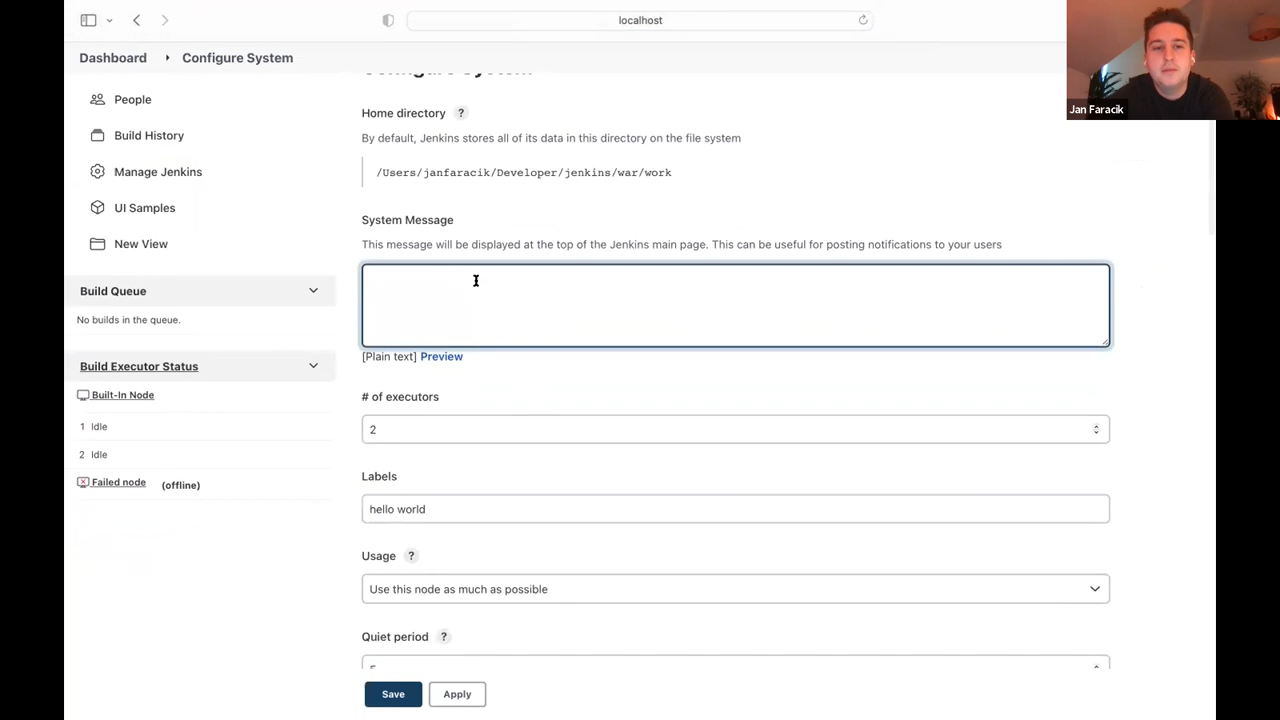 localhost
Dashboard
Configure System
Configure System
Jan Faracik
People
Build History
Manage Jenkins
UI Samples
New View
Build Queue
No builds in the queue.
Build Executor Status
Built-In Node
1 Idle
2 Idle
Failed node (offline)
Home directory ?
By default, Jenkins stores all of its data in this directory on the file system
/Users/janfaracik/Developer/jenkins/war/work
System Message
This message will be displayed at the top of the Jenkins main page. This can be useful for posting notifications to your users
[Plain text] Preview
# of executors
2
Labels
hello world
Usage ?
Use this node as much as possible
Quiet period ?
Save
Apply